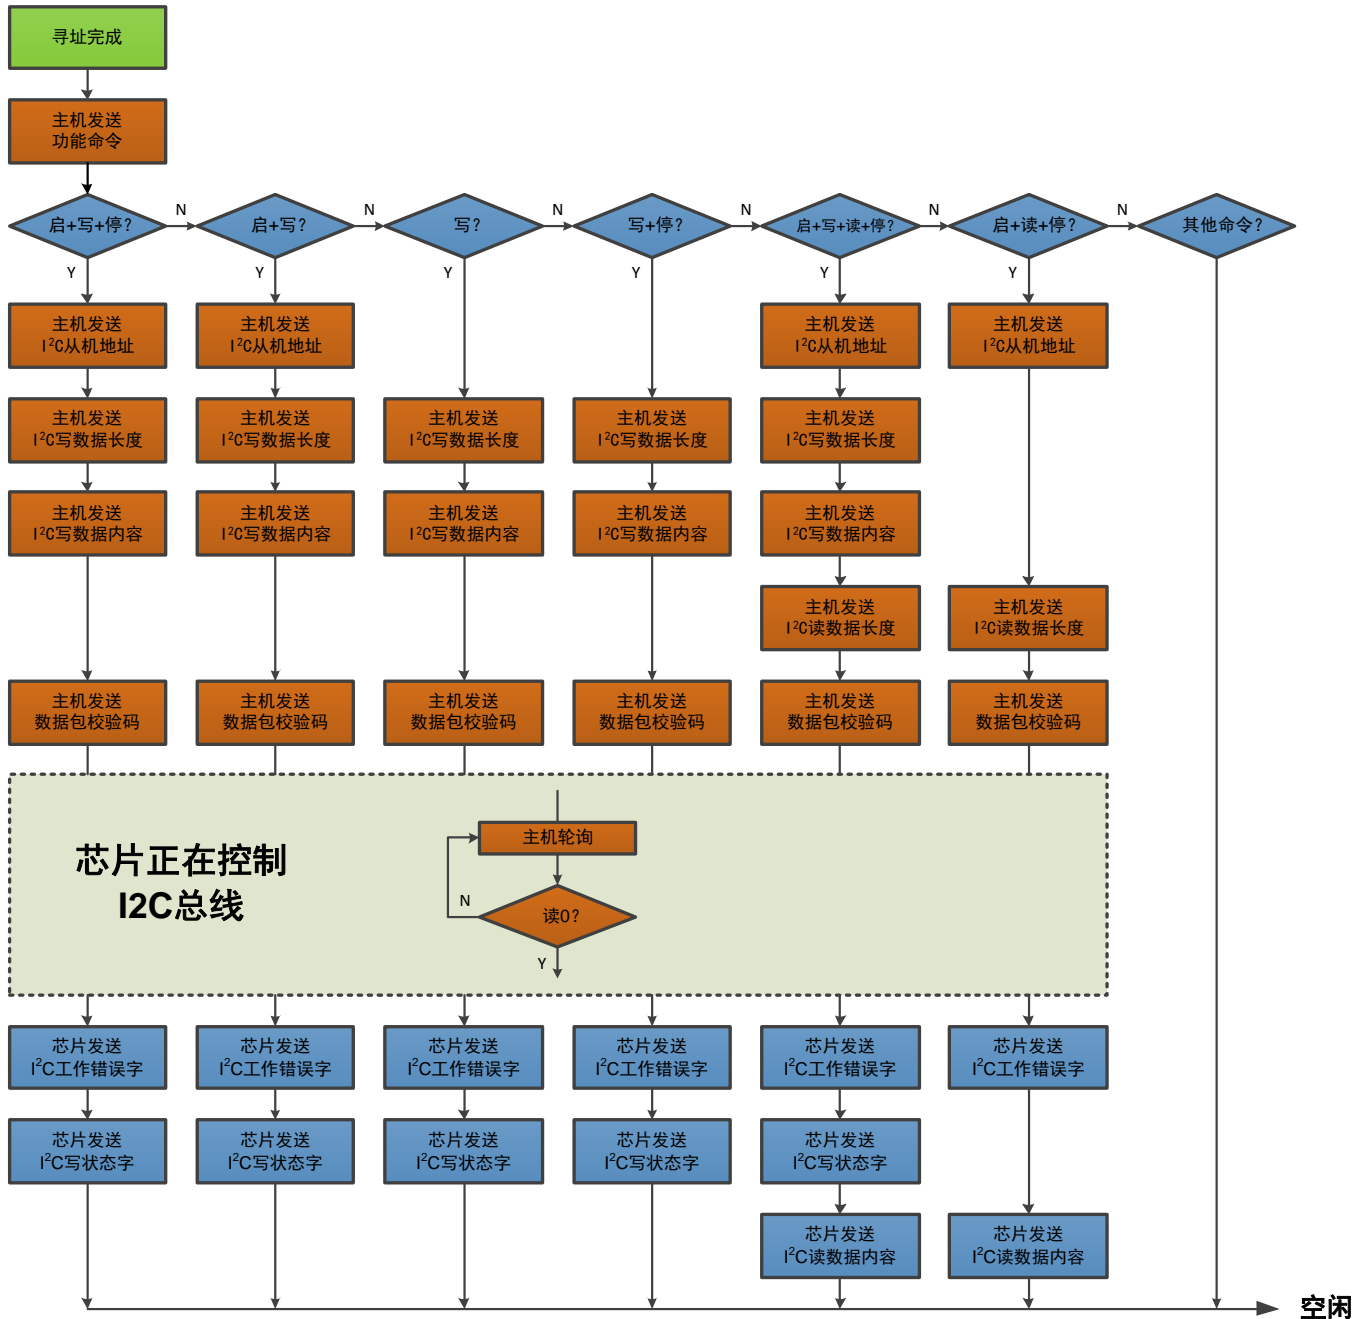 寻址完成
主机发送
功能命令
启+写+停?
N
启+写?
N
写?
N
写+停?
N
启+写+读+停?
N
启+读+停?
N
其他命令?
Y
Y
Y
Y
Y
Y
主机发送
I²C从机地址
主机发送
I²C从机地址
主机发送
I²C从机地址
主机发送
I²C从机地址
主机发送
I²C写数据长度
主机发送
I²C写数据长度
主机发送
I²C写数据长度
主机发送
I²C写数据长度
主机发送
I²C写数据长度
主机发送
I²C写数据内容
主机发送
I²C写数据内容
主机发送
I²C写数据内容
主机发送
I²C写数据内容
主机发送
I²C写数据内容
主机发送
I²C读数据长度
主机发送
I²C读数据长度
主机发送
数据包校验码
主机发送
数据包校验码
主机发送
数据包校验码
主机发送
数据包校验码
主机发送
数据包校验码
主机发送
数据包校验码
芯片正在控制
I2C总线
主机轮询
N
读0?
Y
芯片发送
I²C工作错误字
芯片发送
I²C工作错误字
芯片发送
I²C工作错误字
芯片发送
I²C工作错误字
芯片发送
I²C工作错误字
芯片发送
I²C工作错误字
芯片发送
I²C写状态字
芯片发送
I²C写状态字
芯片发送
I²C写状态字
芯片发送
I²C写状态字
芯片发送
I²C写状态字
芯片发送
I²C读数据内容
芯片发送
I²C读数据内容
空闲